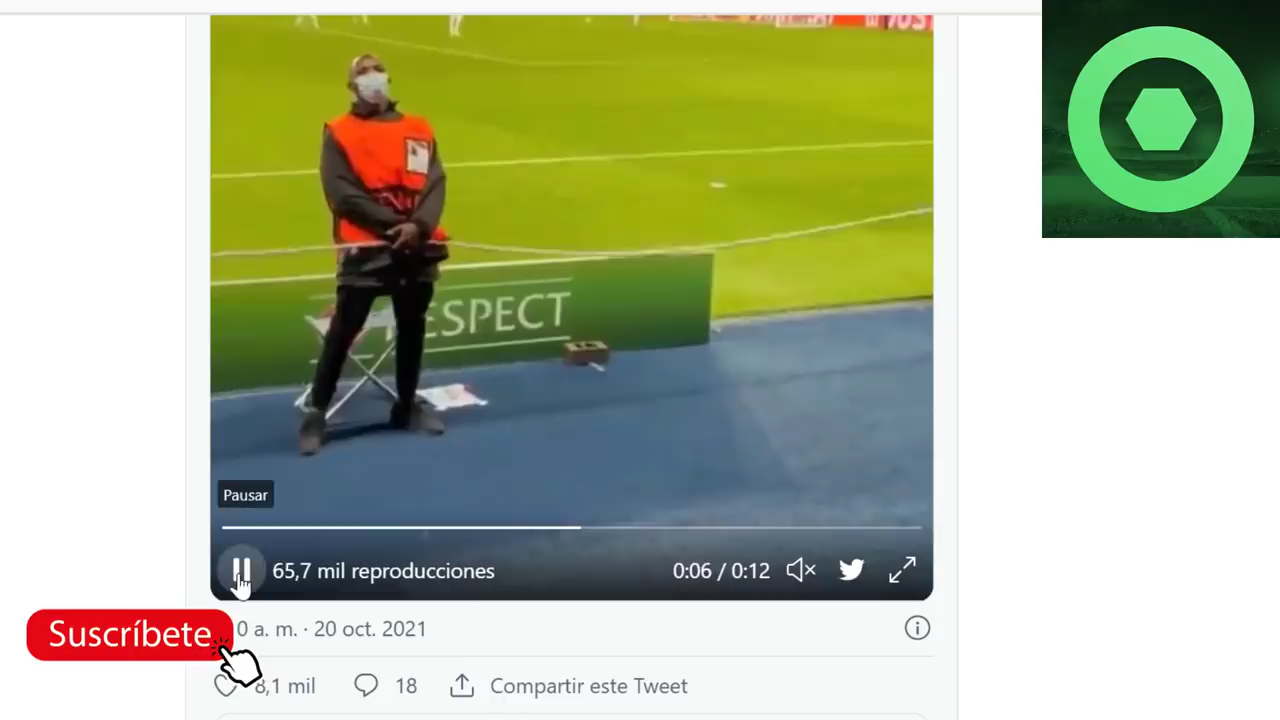 RESPECT
Pausar
65,7 mil reproducciones
0:06 / 0:12
Suscríbete
0 a. m. · 20 oct. 2021
8,1 mil
18
Compartir este Tweet